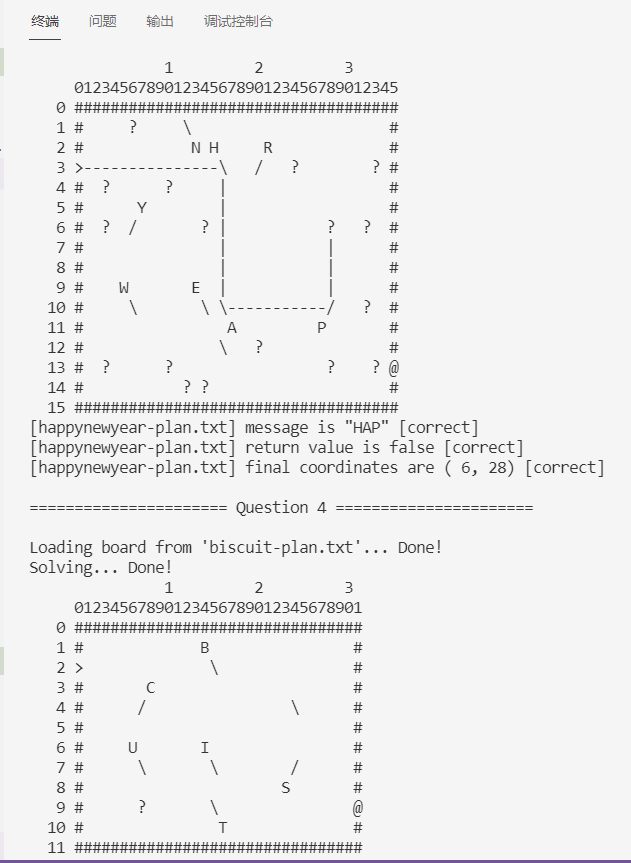 终端 问题 输出 调试控制台
               1         2         3
     012345678901234567890123456789012345
   0 ####################################
   1 #     ?     \                      #
   2 #            N H     R             #
   3 >---------------\   /   ?        ? #
   4 #  ?      ?     |                  #
   5 #      Y        |                  #
   6 #  ?  /       ? |           ?   ?  #
   7 #               |           |      #
   8 #               |           |      #
   9 #    W       E  |           |      #
  10 #     \       \ \-----------/   ?  #
  11 #                A         P       #
  12 #               \   ?              #
  13 #  ?      ?                 ?    ? @
  14 #           ? ?                    #
  15 ####################################
[happynewyear-plan.txt] message is "HAP" [correct]
[happynewyear-plan.txt] return value is false [correct]
[happynewyear-plan.txt] final coordinates are ( 6, 28) [correct]
====================== Question 4 ======================
Loading board from 'biscuit-plan.txt'... Done!
Solving... Done!
               1         2         3
     01234567890123456789012345678901
   0 ################################
   1 #             B                #
   2 >              \               #
   3 #       C                      #
   4 #      /                \      #
   5 #                              #
   6 #     U       I                #
   7 #      \       \        /      #
   8 #                      S       #
   9 #      ?       \               @
  10 #               T              #
  11 ################################